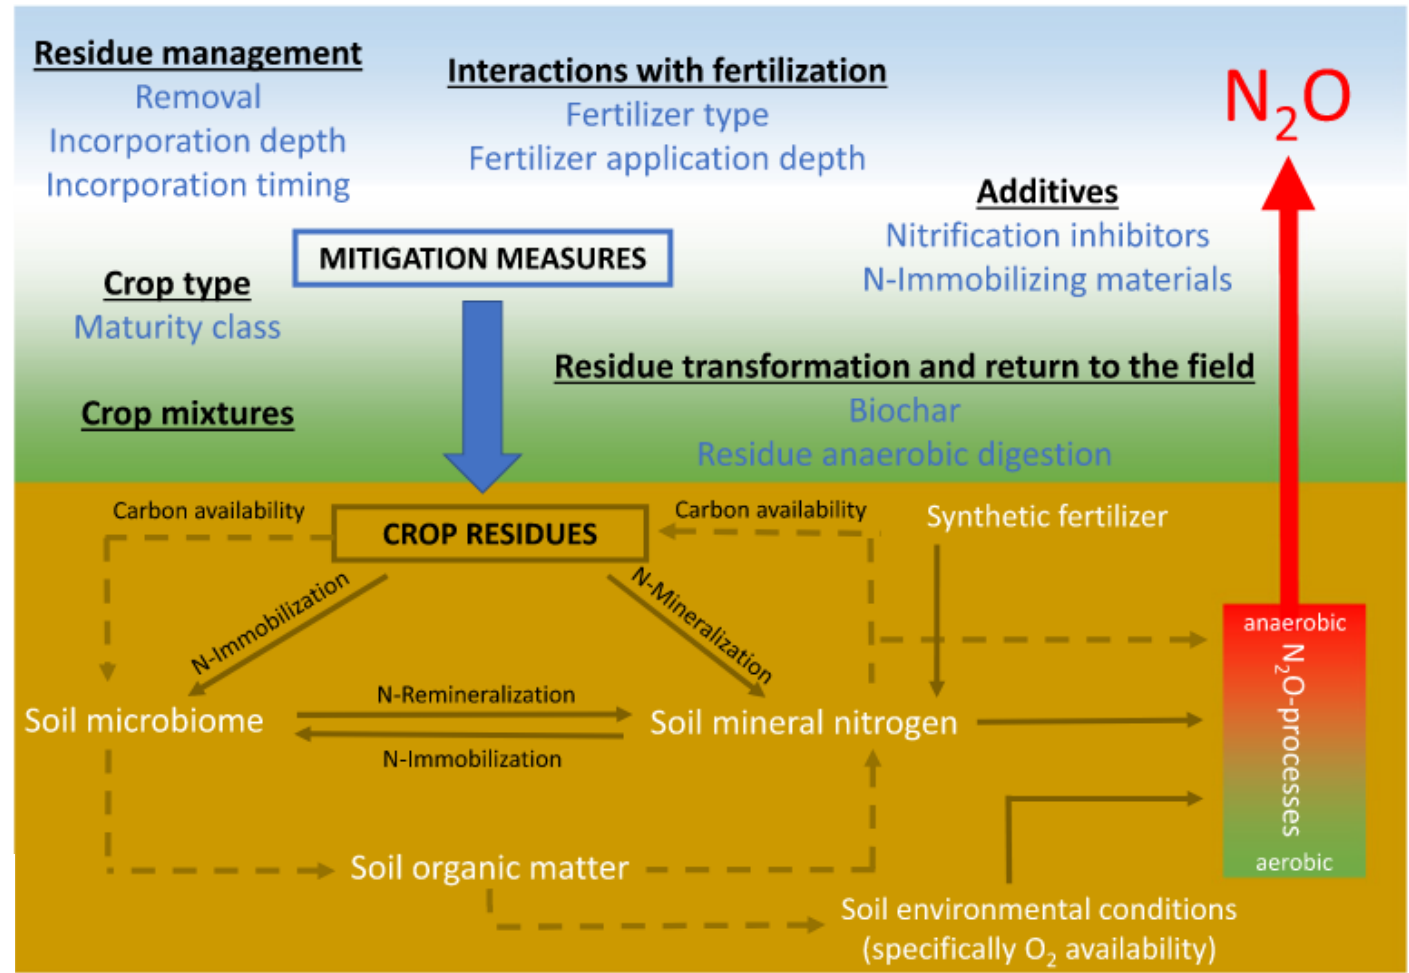 Residue management
Removal
Incorporation depth
Incorporation timing
Interactions with fertilization
Fertilizer type
Fertilizer application depth
N₂O
Additives
Nitrification inhibitors
N-Immobilizing materials
MITIGATION MEASURES
Crop type
Maturity class
Residue transformation and return to the field
Biochar
Residue anaerobic digestion
Crop mixtures
Carbon availability
CROP RESIDUES
Carbon availability
Synthetic fertilizer
N-Immobilization
N-Mineralization
anaerobic
N₂O-processes
aerobic
N-Remineralization
Soil microbiome
Soil mineral nitrogen
N-Immobilization
Soil organic matter
Soil environmental conditions
(specifically O₂ availability)